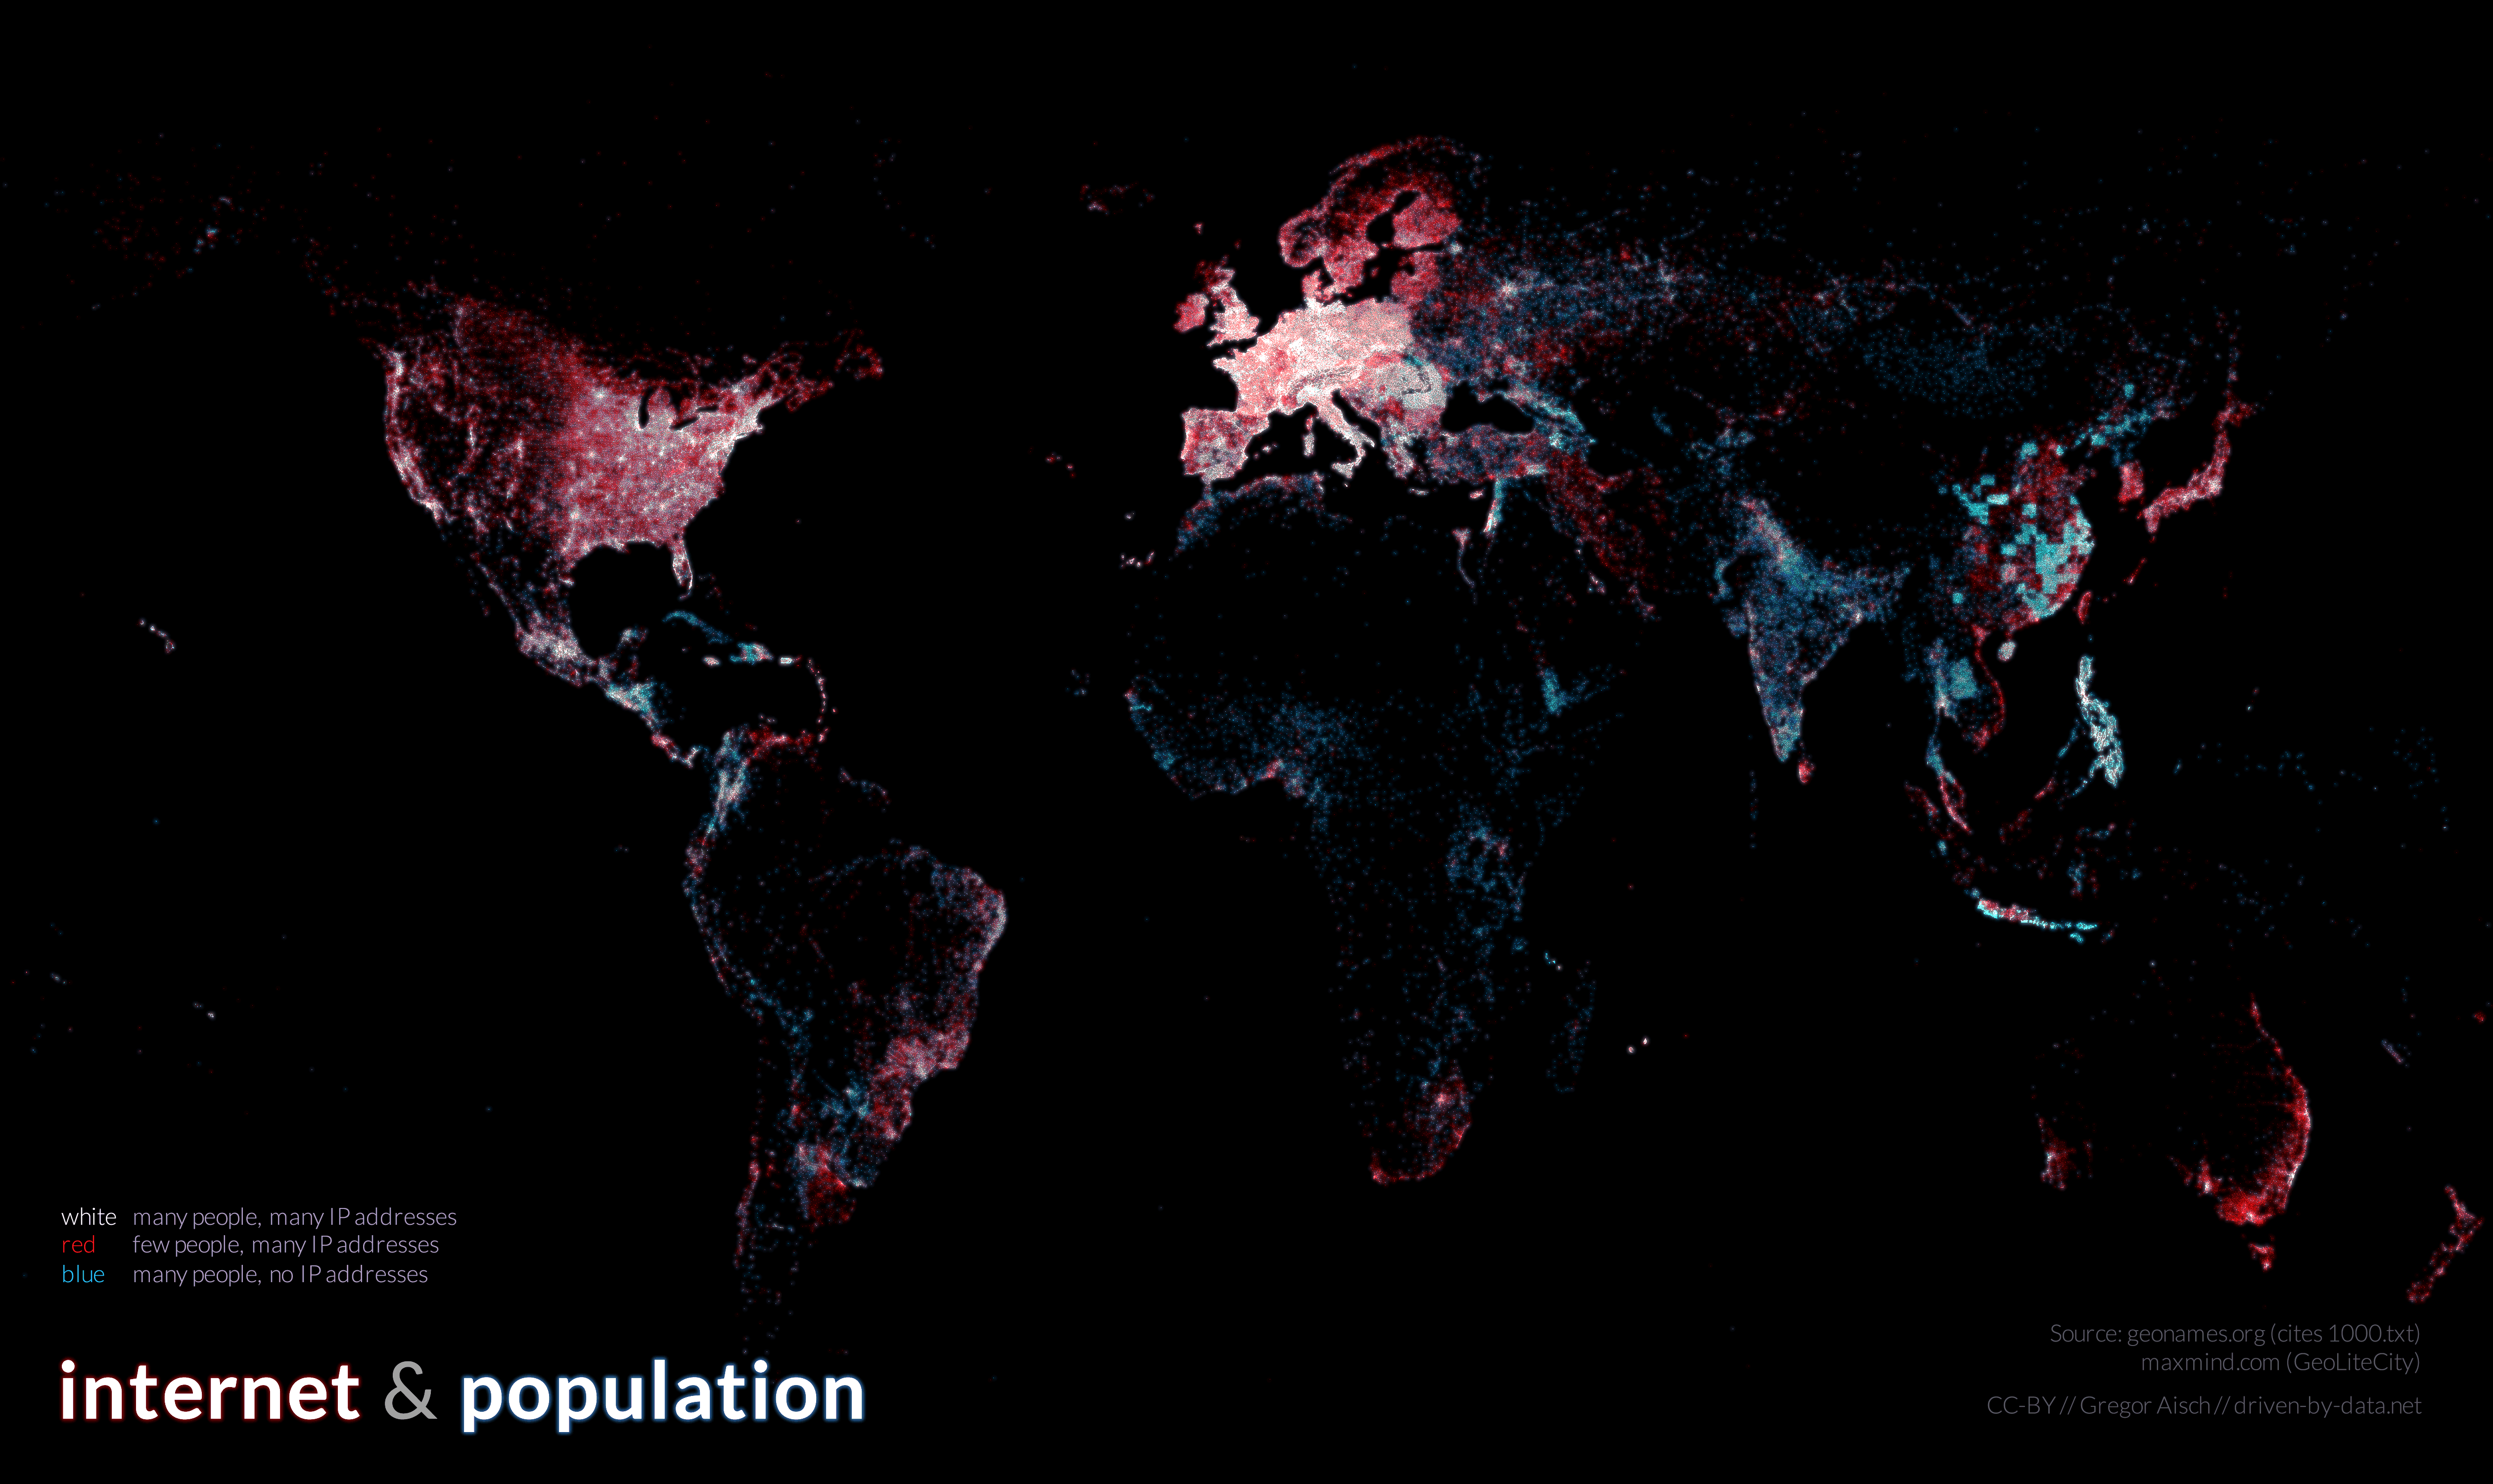 white many people, many IP addresses
red few people, many IP addresses
blue many people, no IP addresses
internet & population
Source: geonames.org (cites 1000.txt)
maxmind.com (GeoLiteCity)
CC-BY // Gregor Aisch // driven-by-data.net